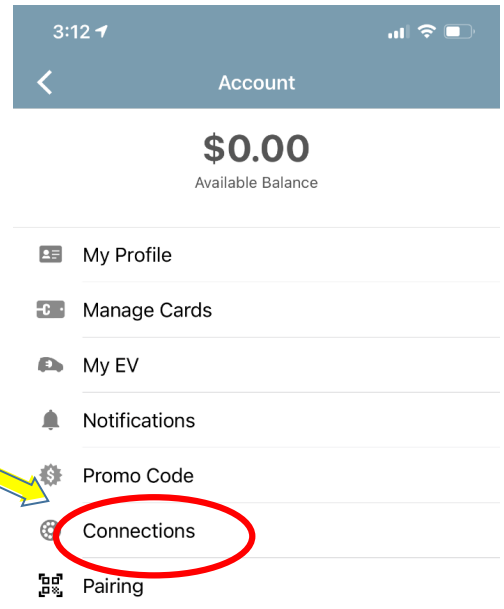 3:12
Account
$0.00
Available Balance
My Profile
Manage Cards
My EV
Notifications
Promo Code
Connections
Pairing